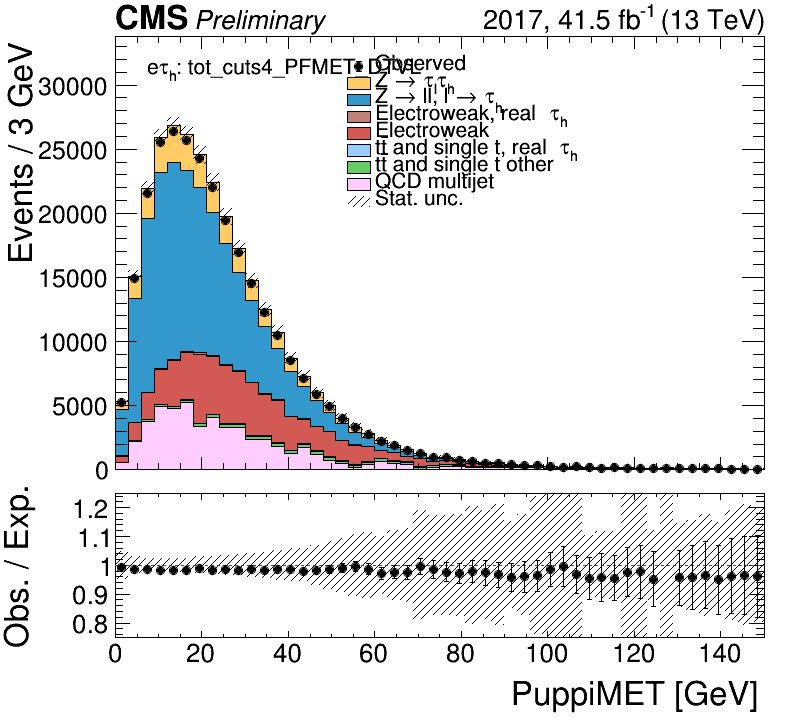 CMS Preliminary 2017, 41.5 fb⁻¹ (13 TeV)
Events / 3 GeV
eτh: tot_cuts4_PFMET_DTVL
Observed
Z → τlτh
Z → ll, l → τh
Electroweak, real τh
Electroweak
tt̄ and single t, real τh
tt̄ and single t other
QCD multijet
Stat. unc.
30000
25000
20000
15000
10000
5000
0
Obs. / Exp.
1.2
1.1
1
0.9
0.8
0 20 40 60 80 100 120 140
PuppiMET [GeV]